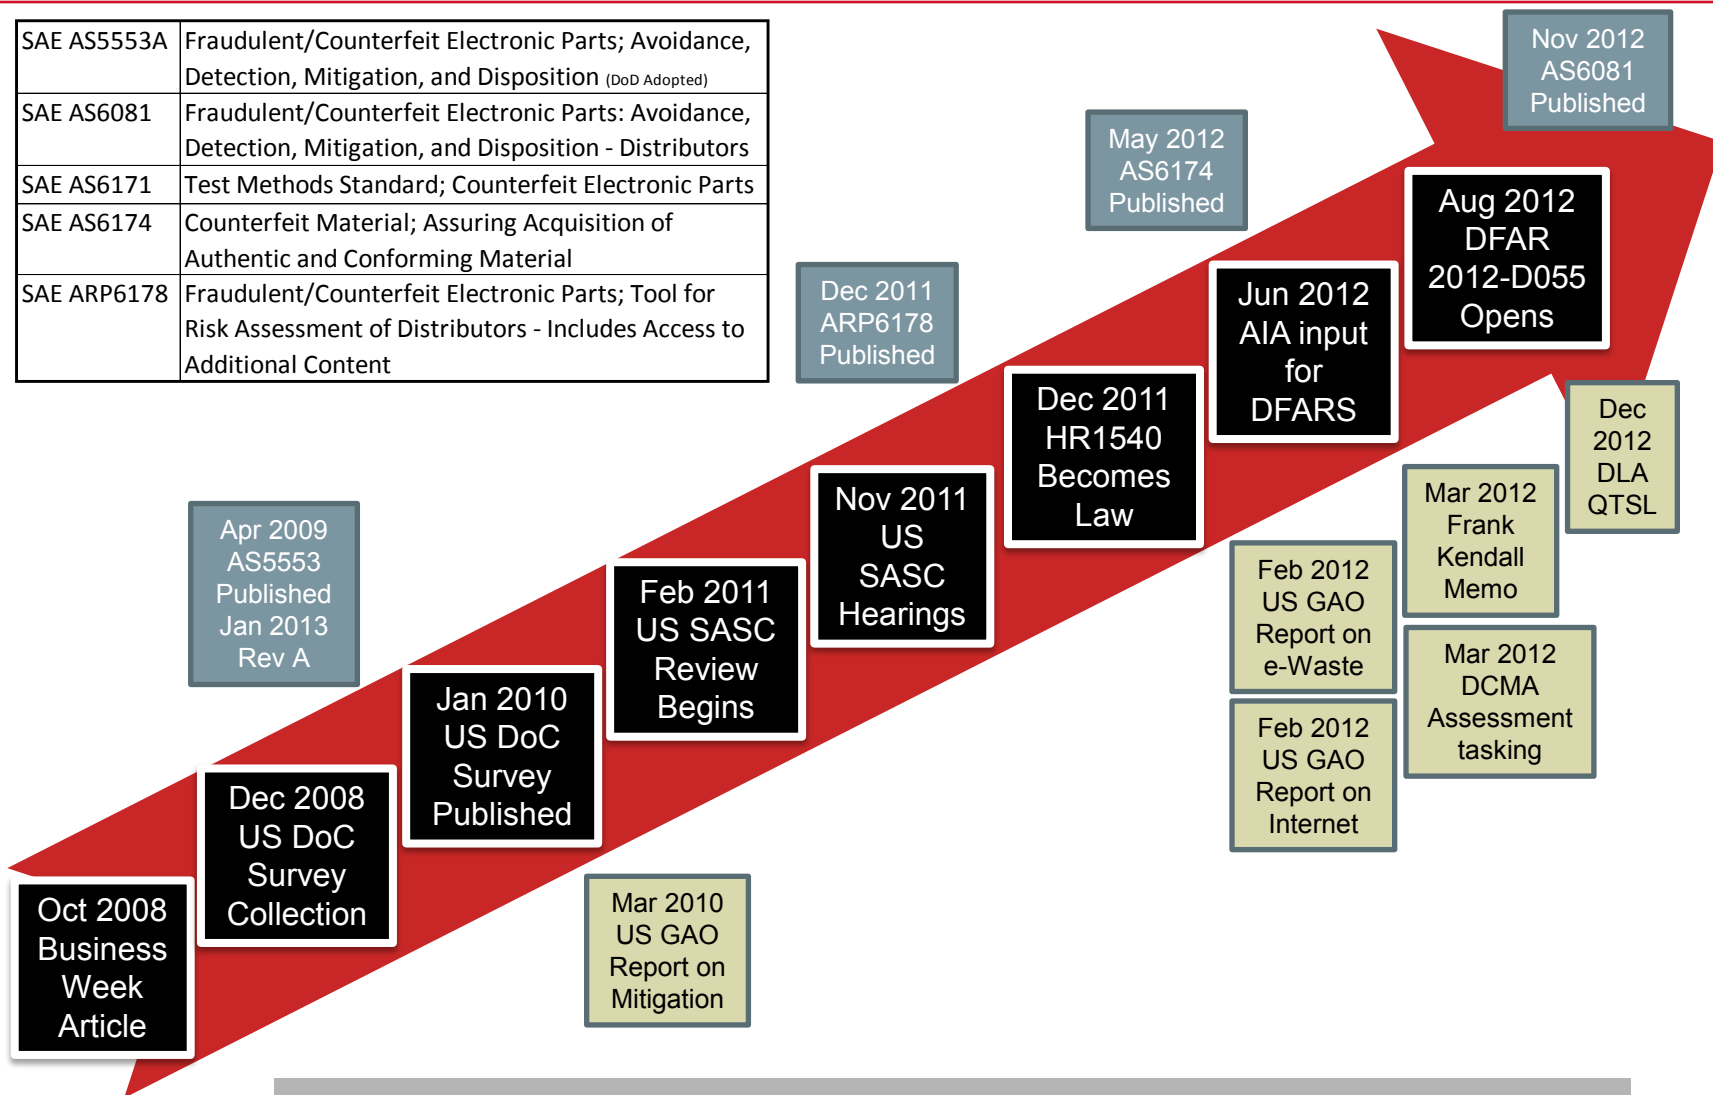 SAE AS5553A Fraudulent/Counterfeit Electronic Parts; Avoidance,
Detection, Mitigation, and Disposition (DoD Adopted)
SAE AS6081 Fraudulent/Counterfeit Electronic Parts: Avoidance,
Detection, Mitigation, and Disposition - Distributors
SAE AS6171 Test Methods Standard; Counterfeit Electronic Parts
SAE AS6174 Counterfeit Material; Assuring Acquisition of
Authentic and Conforming Material
SAE ARP6178 Fraudulent/Counterfeit Electronic Parts; Tool for
Risk Assessment of Distributors - Includes Access to
Additional Content
Nov 2012
AS6081
Published
May 2012
AS6174
Published
Dec 2011
ARP6178
Published
Apr 2009
AS5553
Published
Jan 2013
Rev A
Oct 2008
Business
Week
Article
Dec 2008
US DoC
Survey
Collection
Jan 2010
US DoC
Survey
Published
Feb 2011
US SASC
Review
Begins
Nov 2011
US
SASC
Hearings
Dec 2011
HR1540
Becomes
Law
Jun 2012
AIA input
for
DFARS
Aug 2012
DFAR
2012-D055
Opens
Mar 2010
US GAO
Report on
Mitigation
Feb 2012
US GAO
Report on
e-Waste
Feb 2012
US GAO
Report on
Internet
Mar 2012
Frank
Kendall
Memo
Mar 2012
DCMA
Assessment
tasking
Dec
2012
DLA
QTSL